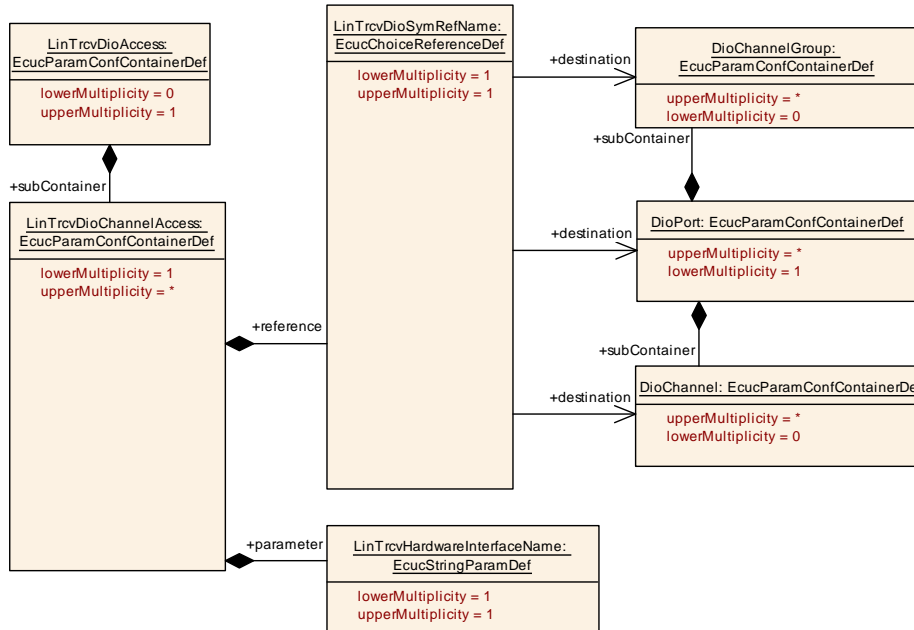 LinTrcvDioAccess:
EcucParamConfContainerDef
lowerMultiplicity = 0
upperMultiplicity = 1
+subContainer
LinTrcvDioChannelAccess:
EcucParamConfContainerDef
lowerMultiplicity = 1
upperMultiplicity = *
+reference
+parameter
LinTrcvDioSymRefName:
EcucChoiceReferenceDef
lowerMultiplicity = 1
upperMultiplicity = 1
+destination
+destination
+destination
DioChannelGroup:
EcucParamConfContainerDef
upperMultiplicity = *
lowerMultiplicity = 0
+subContainer
DioPort: EcucParamConfContainerDef
upperMultiplicity = *
lowerMultiplicity = 1
+subContainer
DioChannel: EcucParamConfContainerDe
upperMultiplicity = *
lowerMultiplicity = 0
LinTrcvHardwareInterfaceName:
EcucStringParamDef
lowerMultiplicity = 1
upperMultiplicity = 1